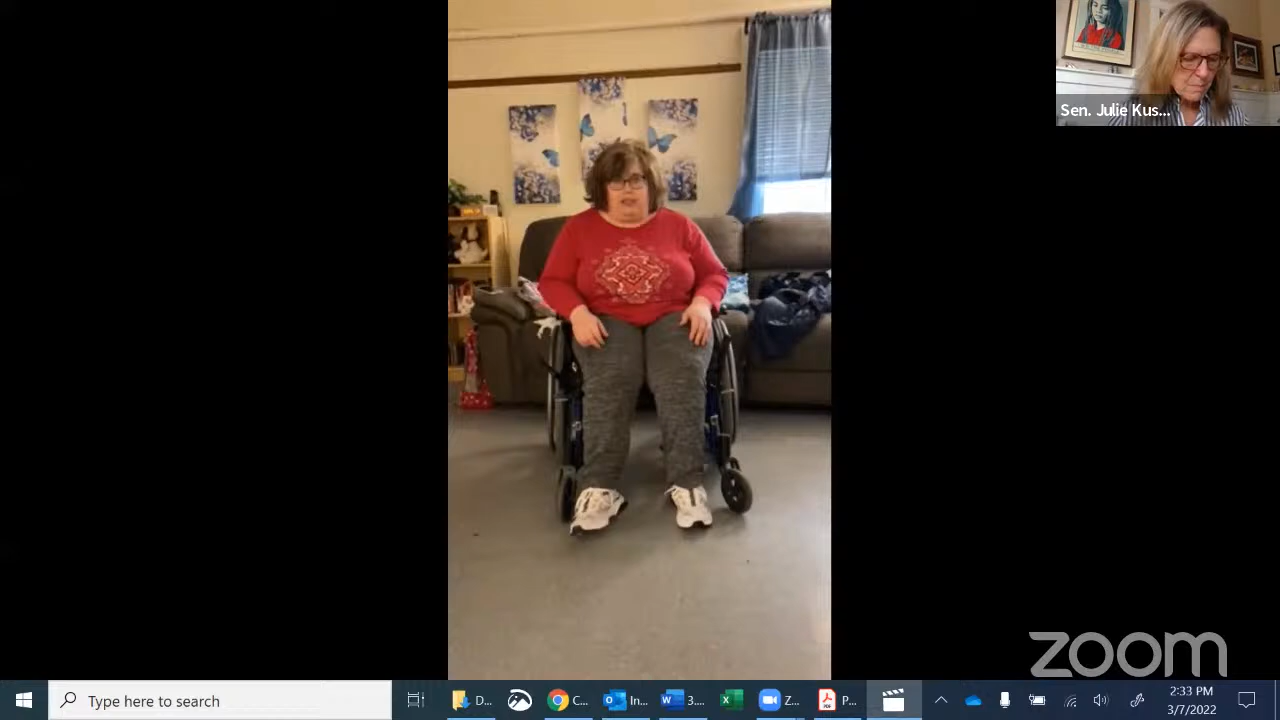 Sen. Julie Kus...
zoom
Type here to search
D...
C...
In...
3....
Z...
P...
2:33 PM
3/7/2022